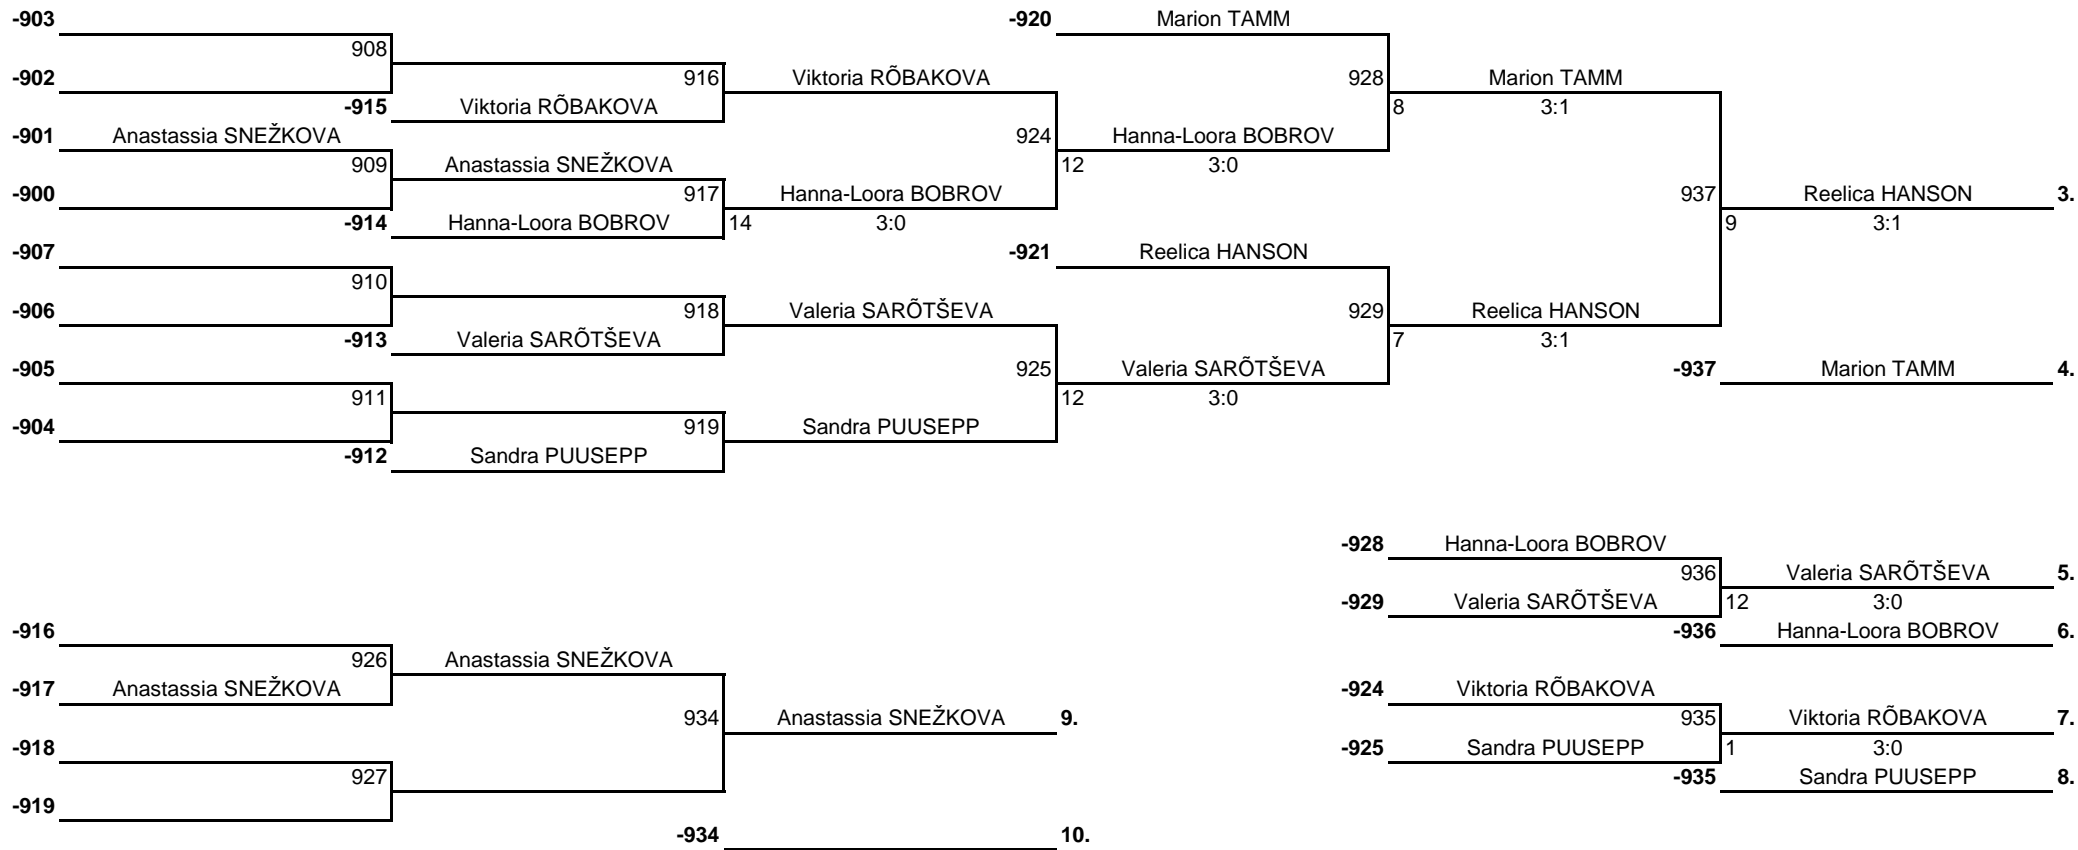 -903 -920 Marion TAMM
908
-902 916 Viktoria RÕBAKOVA 928 Marion TAMM
-915 Viktoria RÕBAKOVA 8 3:1
-901 Anastassia SNEŽKOVA 924 Hanna-Loora BOBROV
909 Anastassia SNEŽKOVA 12 3:0
-900 917 Hanna-Loora BOBROV 937 Reelica HANSON 3.
-914 Hanna-Loora BOBROV 14 3:0 9 3:1
-907 -921 Reelica HANSON
910
-906 918 Valeria SARÕTŠEVA 929 Reelica HANSON
-913 Valeria SARÕTŠEVA 7 3:1
-905 925 Valeria SARÕTŠEVA -937 Marion TAMM 4.
911 12 3:0
-904 919 Sandra PUUSEPP
-912 Sandra PUUSEPP
-928 Hanna-Loora BOBROV
936 Valeria SARÕTŠEVA 5.
-929 Valeria SARÕTŠEVA 12 3:0
-916 -936 Hanna-Loora BOBROV 6.
926 Anastassia SNEŽKOVA
-917 Anastassia SNEŽKOVA -924 Viktoria RÕBAKOVA
934 Anastassia SNEŽKOVA 9. 935 Viktoria RÕBAKOVA 7.
-918 -925 Sandra PUUSEPP 1 3:0
927 -935 Sandra PUUSEPP 8.
-919
-934 10.